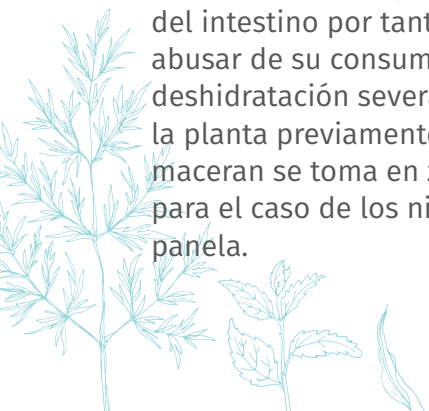 del intestino por tant
abusar de su consum
deshidratación sever
la planta previament
maceran se toma en
para el caso de los ni
panela.